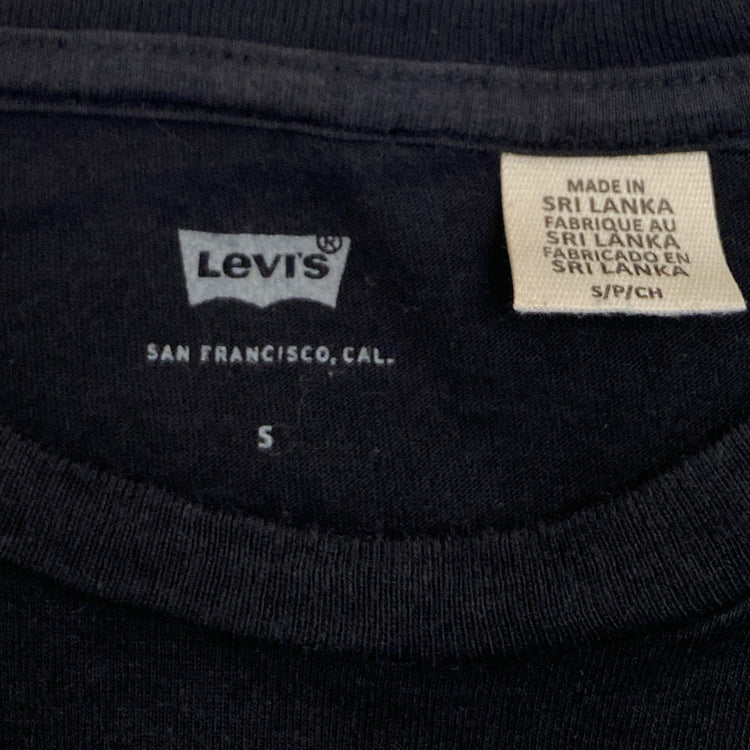 Levi's®
SAN FRANCISCO, CAL.
S
MADE IN
SRI LANKA
FABRIQUE AU
SRI LANKA
FABRICADO EN
SRI LANKA
S/P/CH